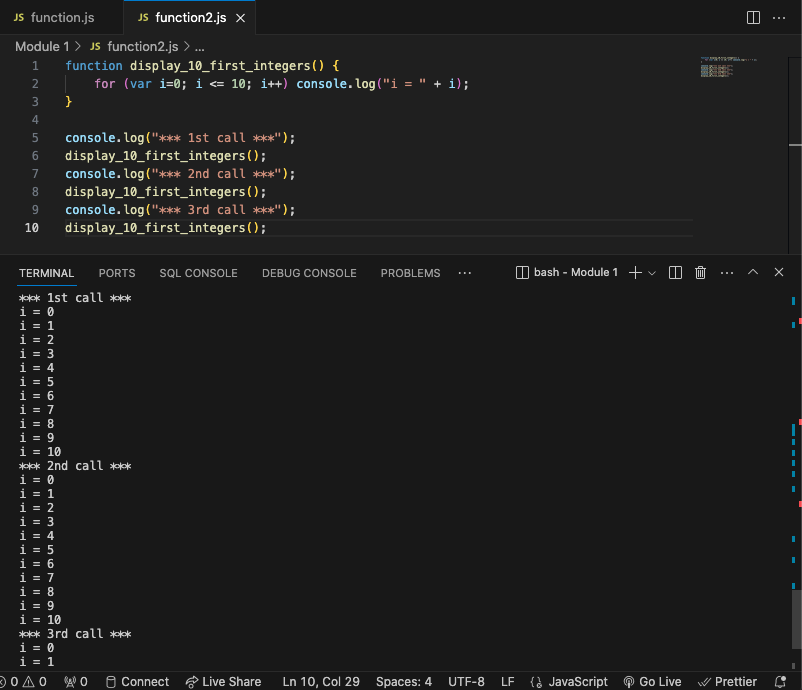 JS function.js JS function2.js
Module 1 > JS function2.js > ...
1 function display_10_first_integers() {
2 for (var i=0; i <= 10; i++) console.log("i = " + i);
3 }
4
5 console.log("*** 1st call ***");
6 display_10_first_integers();
7 console.log("*** 2nd call ***");
8 display_10_first_integers();
9 console.log("*** 3rd call ***");
10 display_10_first_integers();
TERMINAL PORTS SQL CONSOLE DEBUG CONSOLE PROBLEMS ... bash - Module 1
*** 1st call ***
i = 0
i = 1
i = 2
i = 3
i = 4
i = 5
i = 6
i = 7
i = 8
i = 9
i = 10
*** 2nd call ***
i = 0
i = 1
i = 2
i = 3
i = 4
i = 5
i = 6
i = 7
i = 8
i = 9
i = 10
*** 3rd call ***
i = 0
i = 1
0 0 0 Connect Live Share Ln 10, Col 29 Spaces: 4 UTF-8 LF {} JavaScript Go Live Prettier